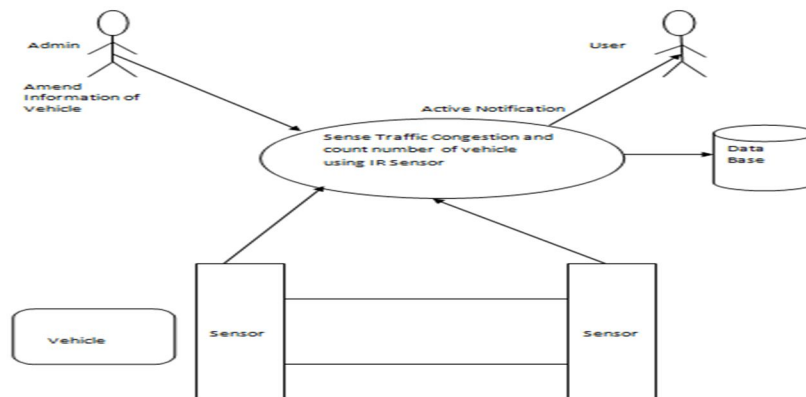 Admin
User
Amend
Information of
Vehicle
Active Notification
Sense Traffic Congestion and
count number of vehicle
using IR Sensor
Data
Base
Sensor
Sensor
Vehicle